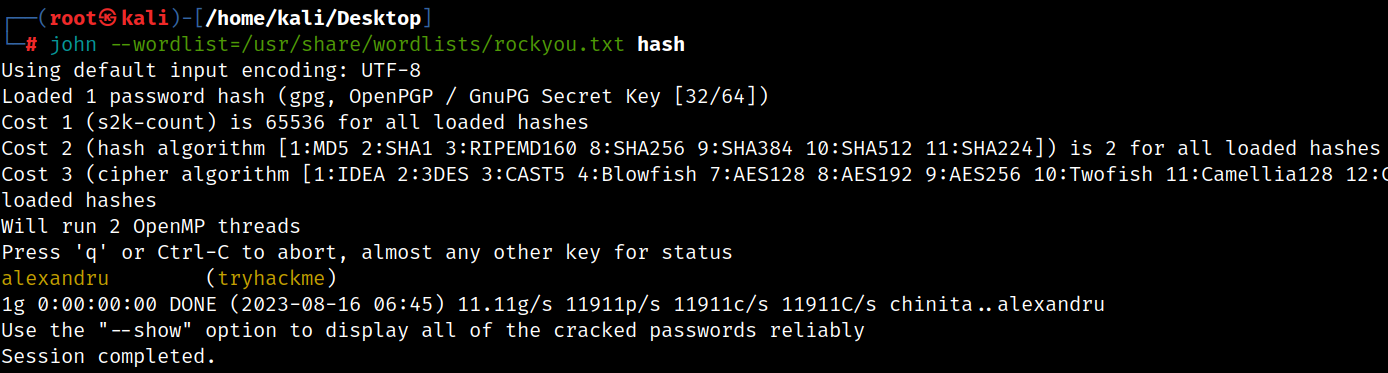 ┌──(root㉿kali)-[/home/kali/Desktop]
└─# john --wordlist=/usr/share/wordlists/rockyou.txt hash
Using default input encoding: UTF-8
Loaded 1 password hash (gpg, OpenPGP / GnuPG Secret Key [32/64])
Cost 1 (s2k-count) is 65536 for all loaded hashes
Cost 2 (hash algorithm [1:MD5 2:SHA1 3:RIPEMD160 8:SHA256 9:SHA384 10:SHA512 11:SHA224]) is 2 for all loaded hashes
Cost 3 (cipher algorithm [1:IDEA 2:3DES 3:CAST5 4:Blowfish 7:AES128 8:AES192 9:AES256 10:Twofish 11:Camellia128 12:
loaded hashes
Will run 2 OpenMP threads
Press 'q' or Ctrl-C to abort, almost any other key for status
alexandru        (tryhackme)
1g 0:00:00:00 DONE (2023-08-16 06:45) 11.11g/s 11911p/s 11911c/s 11911C/s chinita..alexandru
Use the "--show" option to display all of the cracked passwords reliably
Session completed.